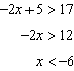 −2x + 5 > 17
−2x > 12
x < −6